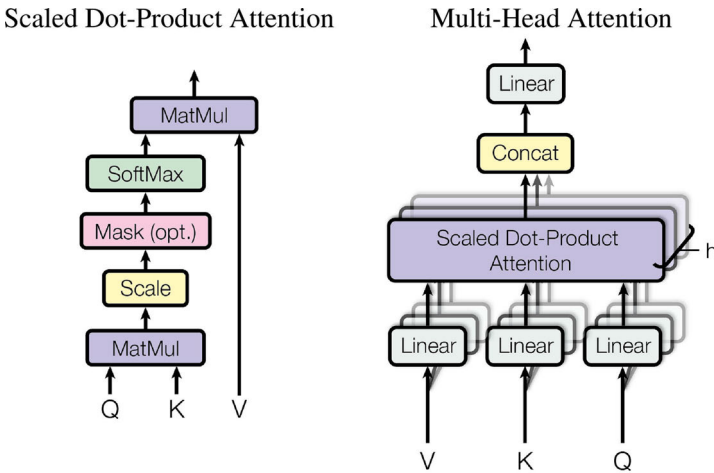 Scaled Dot-Product Attention
MatMul
SoftMax
Mask (opt.)
Scale
MatMul
Q K V
Multi-Head Attention
Linear
Concat
Scaled Dot-Product
Attention
h
Linear Linear Linear
V K Q